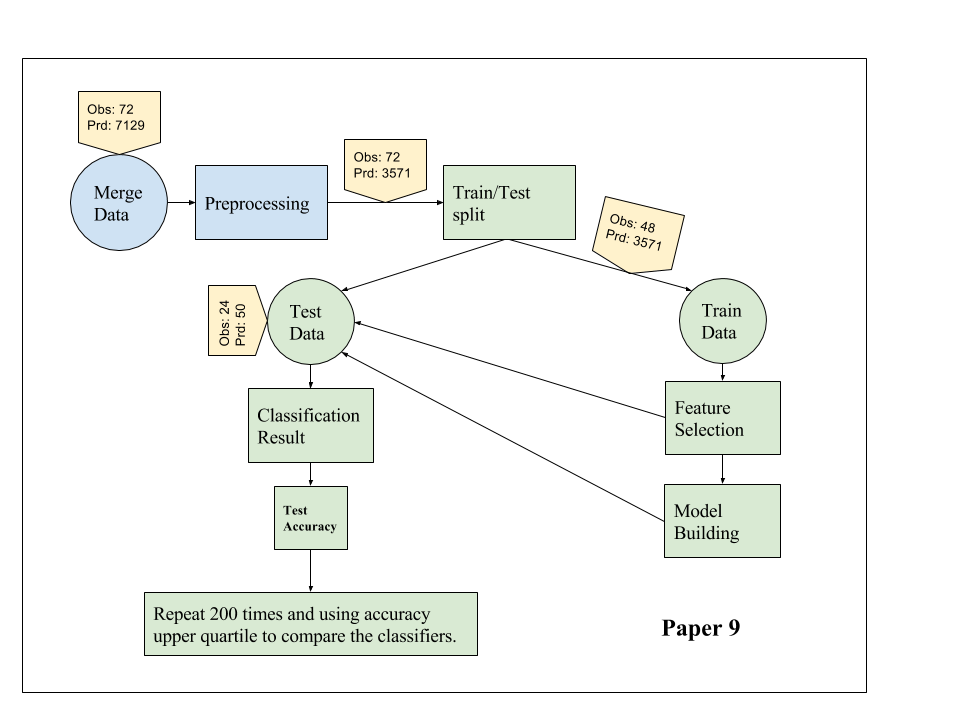 Obs: 72
Prd: 7129
Merge
Data
Preprocessing
Obs: 72
Prd: 3571
Train/Test
split
Obs: 48
Prd: 3571
Obs: 24
Prd: 50
Test
Data
Train
Data
Classification
Result
Feature
Selection
Test
Accuracy
Model
Building
Repeat 200 times and using accuracy
upper quartile to compare the classifiers.
Paper 9